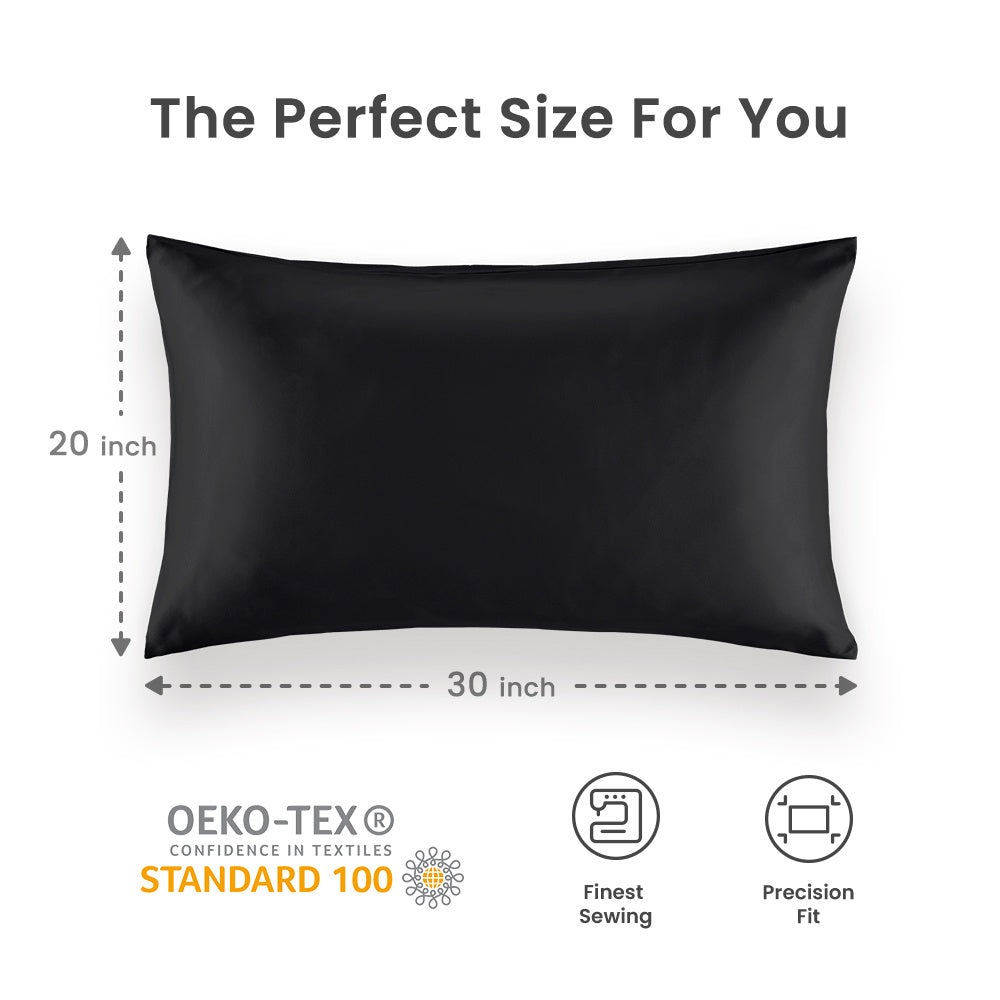 The Perfect Size For You
20 inch
30 inch
OEKO-TEX®
CONFIDENCE IN TEXTILES
STANDARD 100
Finest
Sewing
Precision
Fit